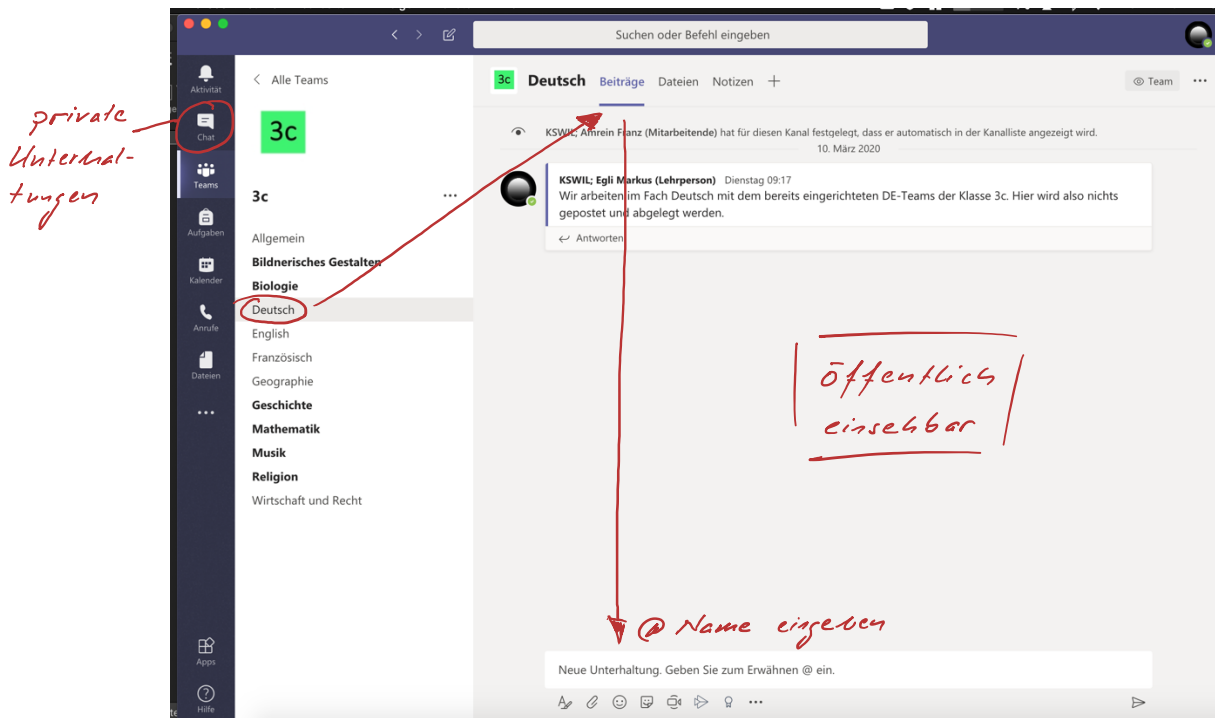 Suchen oder Befehl eingeben
Aktivität
Chat
Teams
Aufgaben
Kalender
Anrufe
Dateien
Apps
Hilfe
private
Unterhal-
tungen
Alle Teams
3c
3c
Allgemein
Bildnerisches Gestalten
Biologie
Deutsch
English
Französisch
Geographie
Geschichte
Mathematik
Musik
Religion
Wirtschaft und Recht
3c Deutsch Beiträge Dateien Notizen Team
KSWIL; Amrein Franz (Mitarbeitende) hat für diesen Kanal festgelegt, dass er automatisch in der Kanalliste angezeigt wird.
10. März 2020
KSWIL; Egli Markus (Lehrperson) Dienstag 09:17
Wir arbeiten im Fach Deutsch mit dem bereits eingerichteten DE-Teams der Klasse 3c. Hier wird also nichts
gepostet und abgelegt werden.
Antworten
öffentlich
einsehbar
@ Name eingeben
Neue Unterhaltung. Geben Sie zum Erwähnen @ ein.